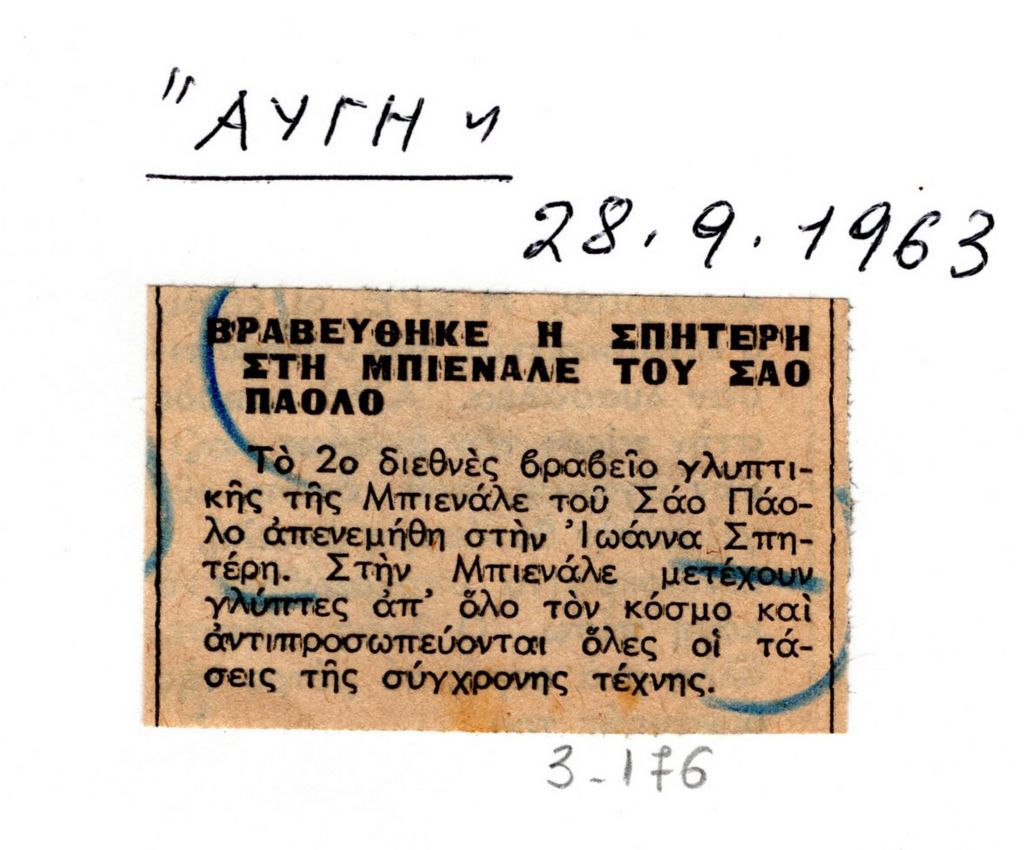 "ΑΥΓΗ"
28.9.1963
ΒΡΑΒΕΥΘΗΚΕ Η ΣΠΗΤΕΡΗ
ΣΤΗ ΜΠΙΕΝΑΛΕ ΤΟΥ ΣΑΟ
ΠΑΟΛΟ
Τὸ 2ο διεθνὲς βραβεῖο γλυπτι-
κῆς τῆς Μπιενάλε τοῦ Σάο Πάο-
λο ἀπενεμήθη στὴν Ἰωάννα Σπη-
τέρη. Στὴν Μπιενάλε μετέχουν
γλύπτες ἀπ' ὅλο τὸν κόσμο καὶ
ἀντιπροσωπεύονται ὅλες οἱ τά-
σεις τῆς σύγχρονης τέχνης.
3-176